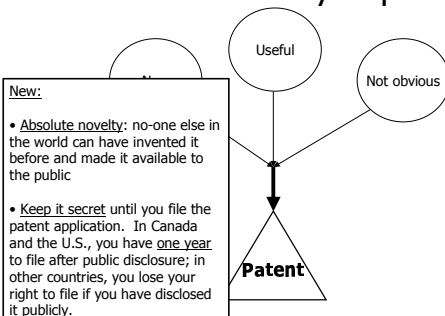 Useful
Not obvious
New:
• Absolute novelty: no-one else in
the world can have invented it
before and made it available to
the public
• Keep it secret until you file the
patent application. In Canada
and the U.S., you have one year
to file after public disclosure; in
other countries, you lose your
right to file if you have disclosed
it publicly.
Patent